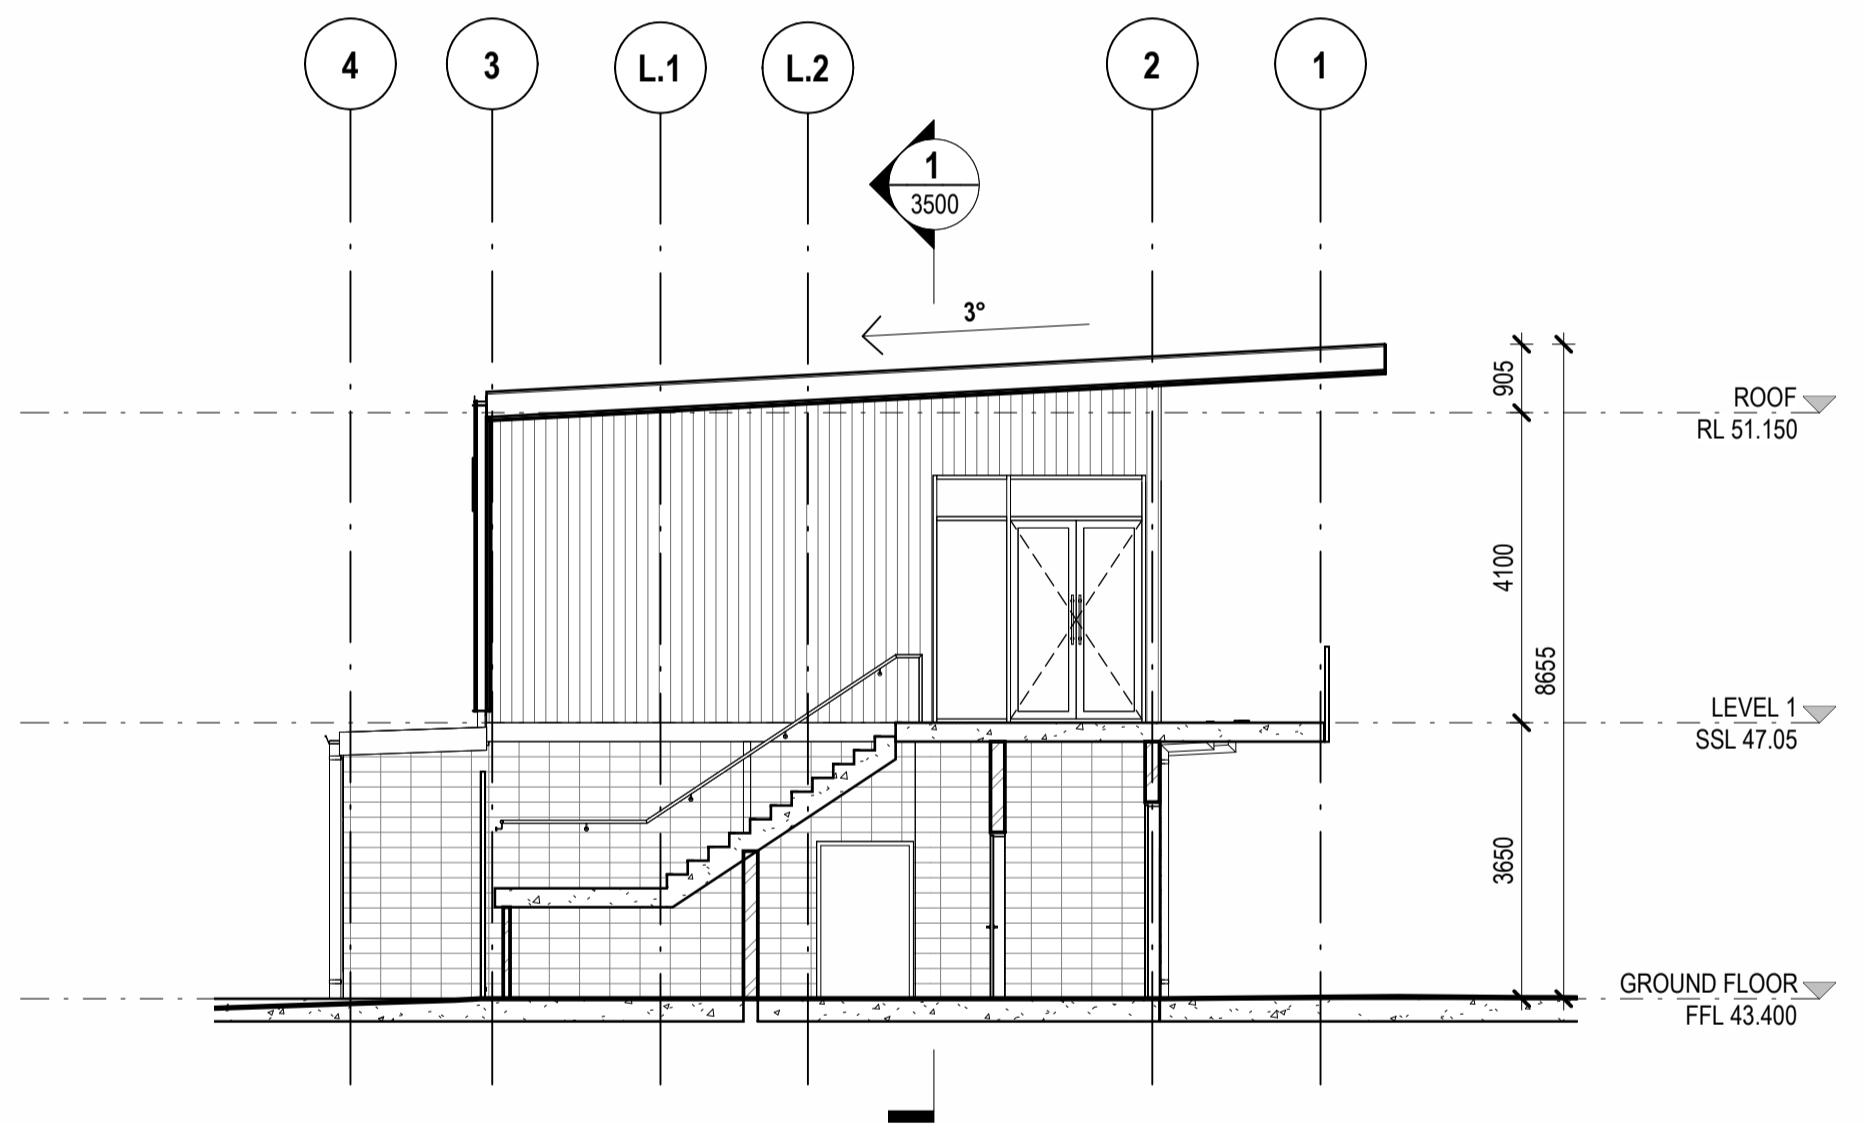 4
3
L.1
L.2
2
1
1
3500
3°
905
ROOF
RL 51.150
4100
8655
LEVEL 1
SSL 47.05
3650
GROUND FLOOR
FFL 43.400